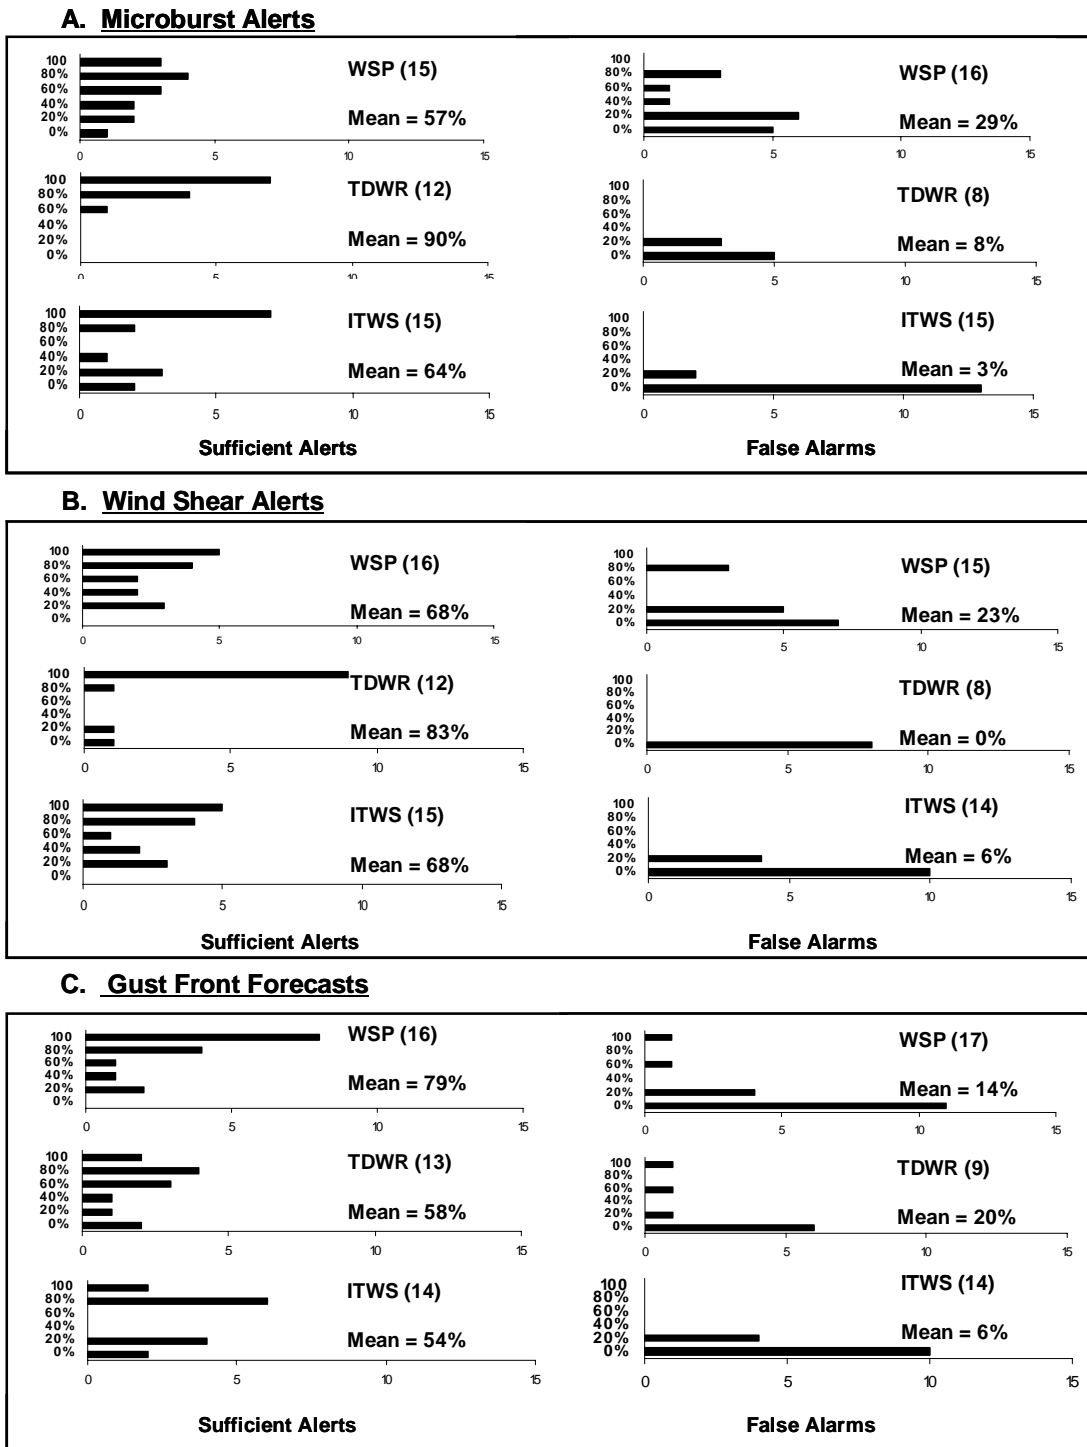 A. Microburst Alerts
100
80%
60%
40%
20%
0%
WSP (15)
Mean = 57%
0 5 10 15
100
80%
60%
40%
20%
0%
WSP (16)
Mean = 29%
0 5 10 15
100
80%
60%
40%
20%
0%
TDWR (12)
Mean = 90%
0 5 10 15
100
80%
60%
40%
20%
0%
TDWR (8)
Mean = 8%
0 5 10 15
100
80%
60%
40%
20%
0%
ITWS (15)
Mean = 64%
0 5 10 15
100
80%
60%
40%
20%
0%
ITWS (15)
Mean = 3%
0 5 10 15
Sufficient Alerts
False Alarms
B. Wind Shear Alerts
100
80%
60%
40%
20%
0%
WSP (16)
Mean = 68%
0 5 10 15
100
80%
60%
40%
20%
0%
WSP (15)
Mean = 23%
0 5 10 15
100
80%
60%
40%
20%
0%
TDWR (12)
Mean = 83%
0 5 10 15
100
80%
60%
40%
20%
0%
TDWR (8)
Mean = 0%
0 5 10 15
100
80%
60%
40%
20%
0%
ITWS (15)
Mean = 68%
0 5 10 15
100
80%
60%
40%
20%
0%
ITWS (14)
Mean = 6%
0 5 10 15
Sufficient Alerts
False Alarms
C. Gust Front Forecasts
100
80%
60%
40%
20%
0%
WSP (16)
Mean = 79%
0 5 10 15
100
80%
60%
40%
20%
0%
WSP (17)
Mean = 14%
0 5 10 15
100
80%
60%
40%
20%
0%
TDWR (13)
Mean = 58%
0 5 10 15
100
80%
60%
40%
20%
0%
TDWR (9)
Mean = 20%
0 5 10 15
100
80%
60%
40%
20%
0%
ITWS (14)
Mean = 54%
0 5 10 15
100
80%
60%
40%
20%
0%
ITWS (14)
Mean = 6%
0 5 10 15
Sufficient Alerts
False Alarms